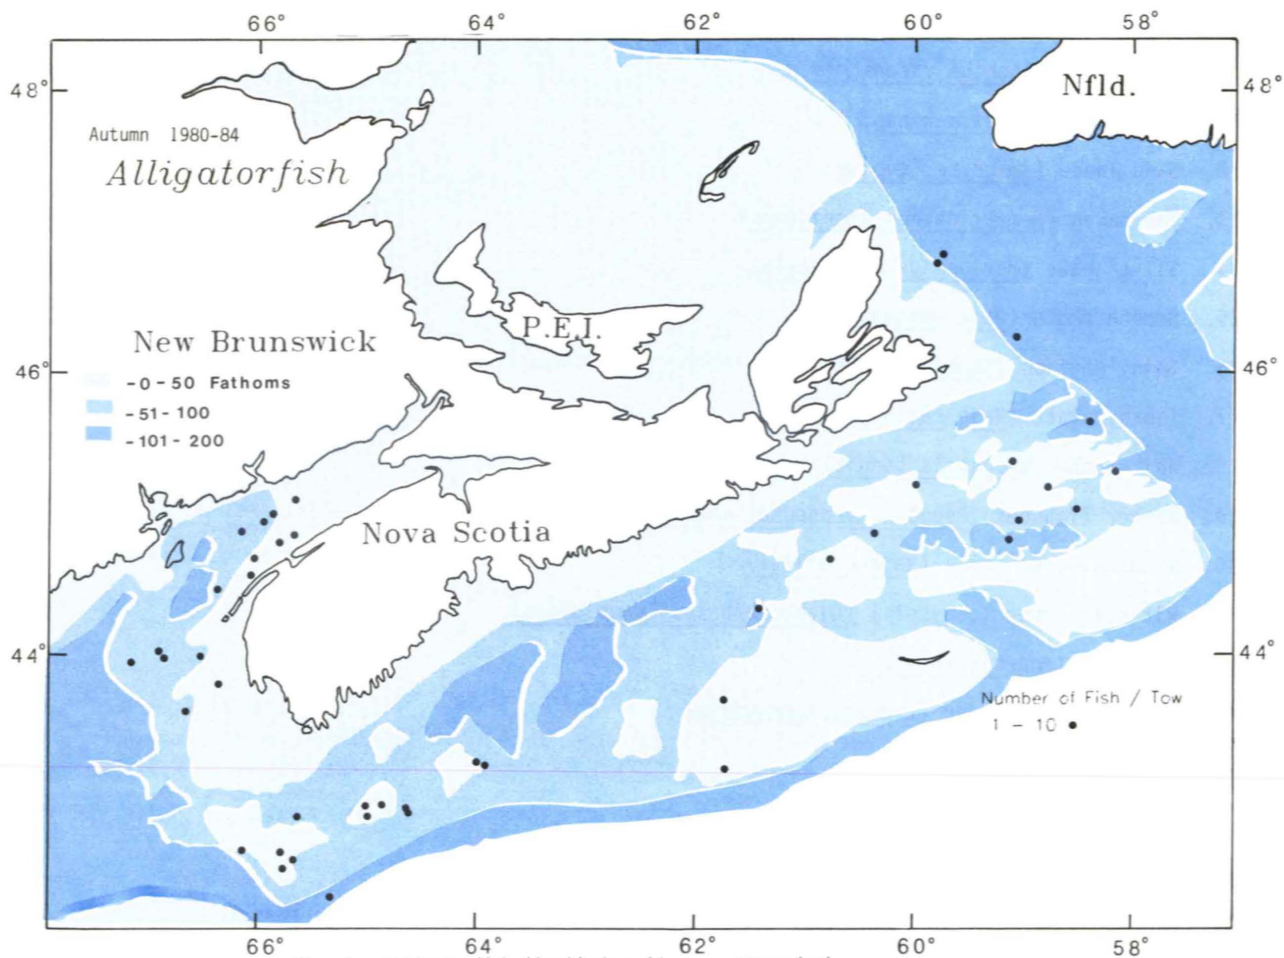 66° 64° 62° 60° 58°
48° 48°
Nfld.
Autumn 1980-84
Alligatorfish
P.E.I.
New Brunswick
46° 46°
-0-50 Fathoms
-51-100
-101-200
Nova Scotia
44° 44°
Number of Fish / Tow
1 - 10
66° 64° 62° 60° 58°